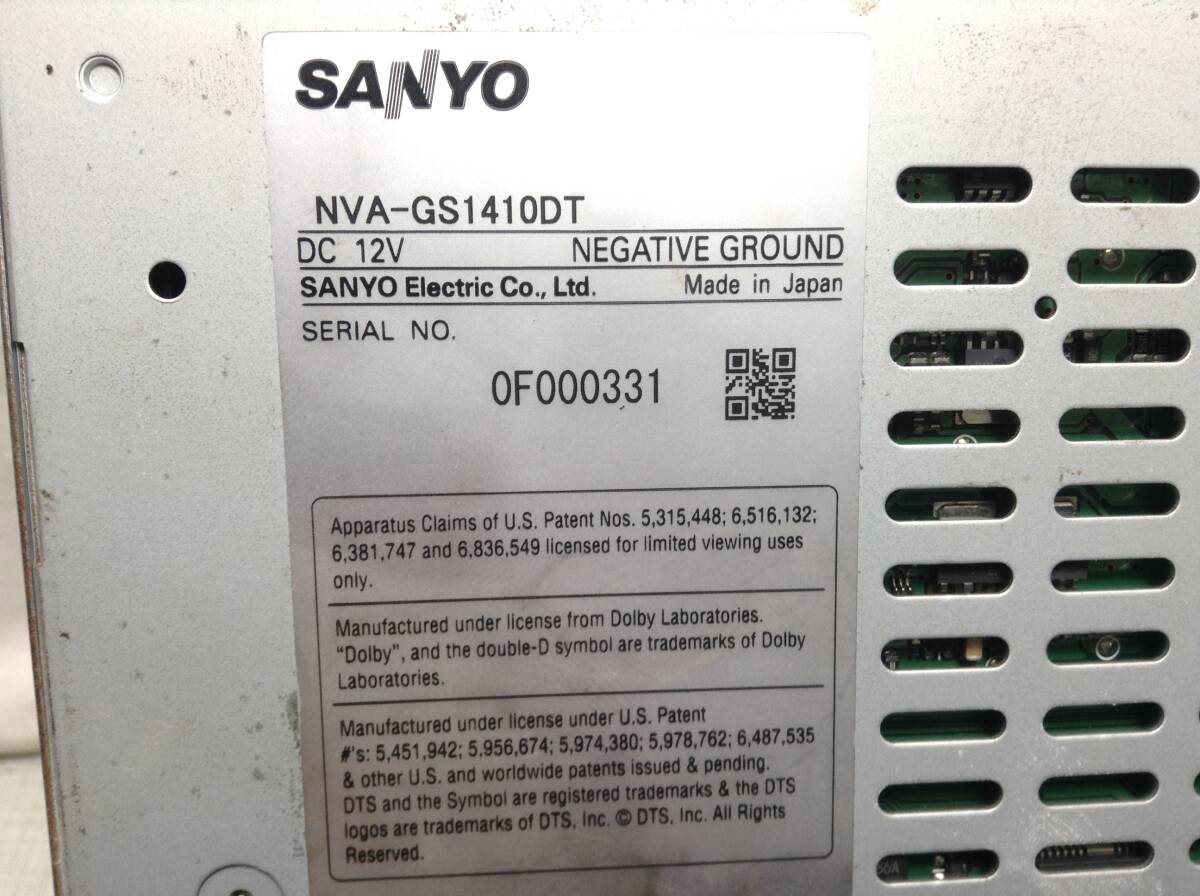 SANYO
NVA-GS1410DT
DC 12V NEGATIVE GROUND
SANYO Electric Co., Ltd. Made in Japan
SERIAL NO.
0F000331
Apparatus Claims of U.S. Patent Nos. 5,315,448; 6,516,132;
6,381,747 and 6,836,549 licensed for limited viewing uses
only.
Manufactured under license from Dolby Laboratories.
“Dolby”, and the double-D symbol are trademarks of Dolby
Laboratories.
Manufactured under license under U.S. Patent
#'s: 5,451,942; 5,956,674; 5,974,380; 5,978,762; 6,487,535
& other U.S. and worldwide patents issued & pending.
DTS and the Symbol are registered trademarks & the DTS
logos are trademarks of DTS, Inc. © DTS, Inc. All Rights
Reserved.